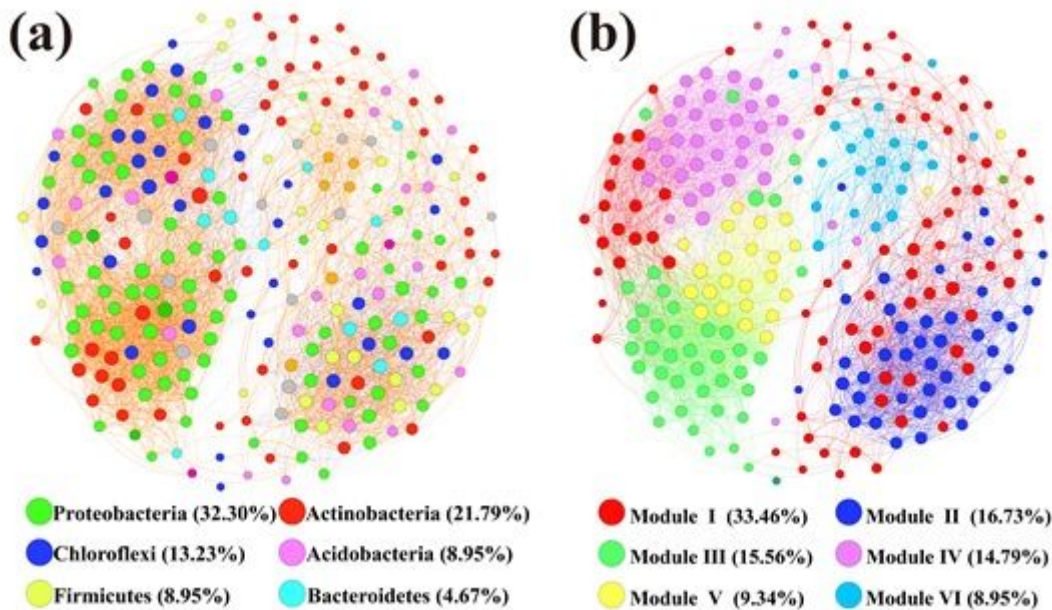 (a) (b)
Proteobacteria (32.30%) Actinobacteria (21.79%) Module I (33.46%) Module II (16.73%)
Chloroflexi (13.23%) Acidobacteria (8.95%) Module III (15.56%) Module IV (14.79%)
Firmicutes (8.95%) Bacteroidetes (4.67%) Module V (9.34%) Module VI (8.95%)